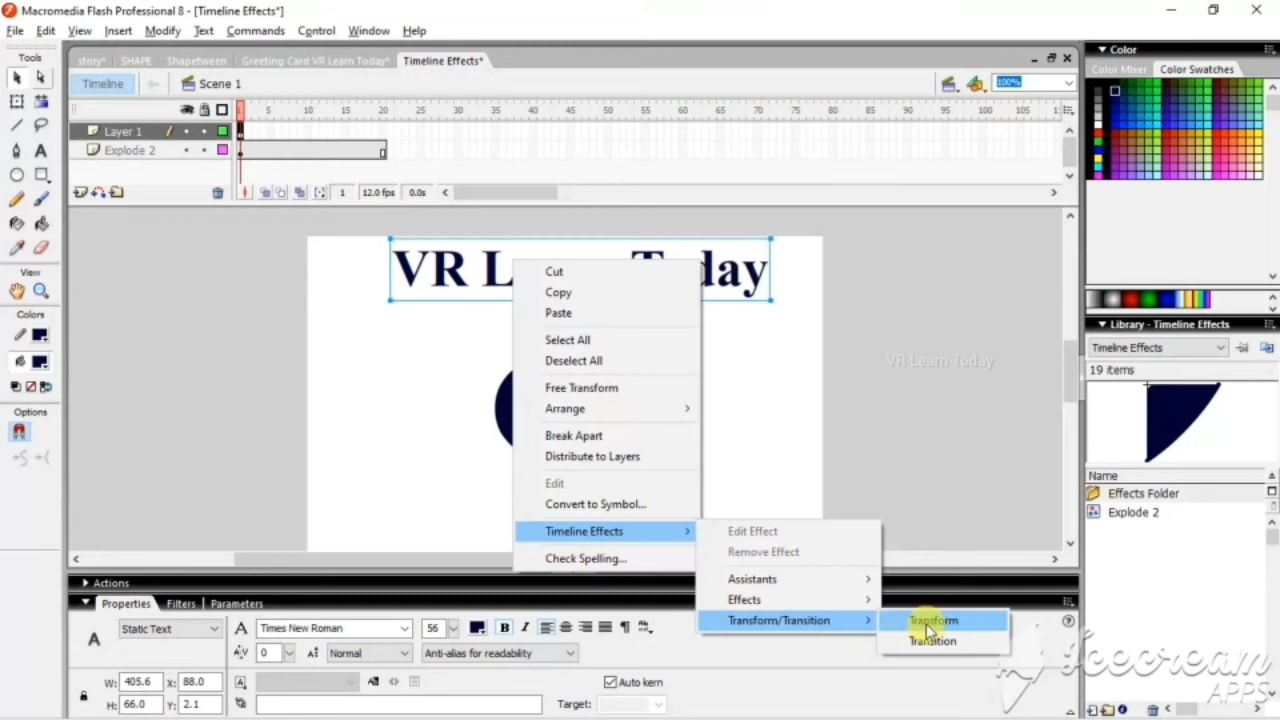 Macromedia Flash Professional 8 - [Timeline Effects*]
File Edit View Insert Modify Text Commands Control Window Help
Tools
story* SHAPE Shapetween Greeting Card VR Learn Today* Timeline Effects*
Timeline Scene 1 100%
5 10 15 20 25 30 35 40 45 50 55 60 65 70 75 80 85 90 95 100 105
Layer 1
Explode 2
1 12.0 fps 0.0s
View
Colors
Options
VR L Today
Cut
Copy
Paste
Select All
Deselect All
Free Transform
Arrange
Break Apart
Distribute to Layers
Edit
Convert to Symbol...
Timeline Effects
Check Spelling...
Edit Effect
Remove Effect
Assistants
Effects
Transform/Transition
Transform
Transition
VR Learn Today
Color
Color Mixer Color Swatches
Library - Timeline Effects
Timeline Effects
19 items
Name
Effects Folder
Explode 2
Actions
Properties Filters Parameters
A Static Text A Times New Roman 56 B I
A/V 0 Normal Anti-alias for readability
W: 405.6 X: 88.0 Auto kern
H: 66.0 Y: 2.1 Target:
Icecream
APPS